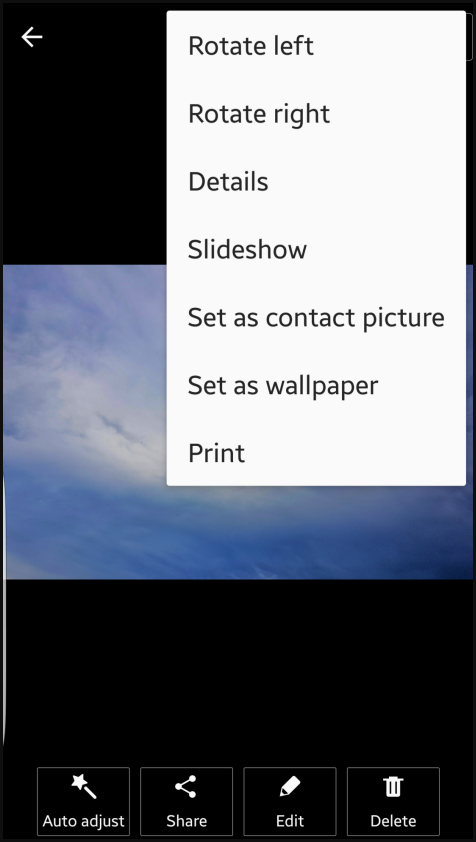 Rotate left
Rotate right
Details
Slideshow
Set as contact picture
Set as wallpaper
Print
Auto adjust
Share
Edit
Delete